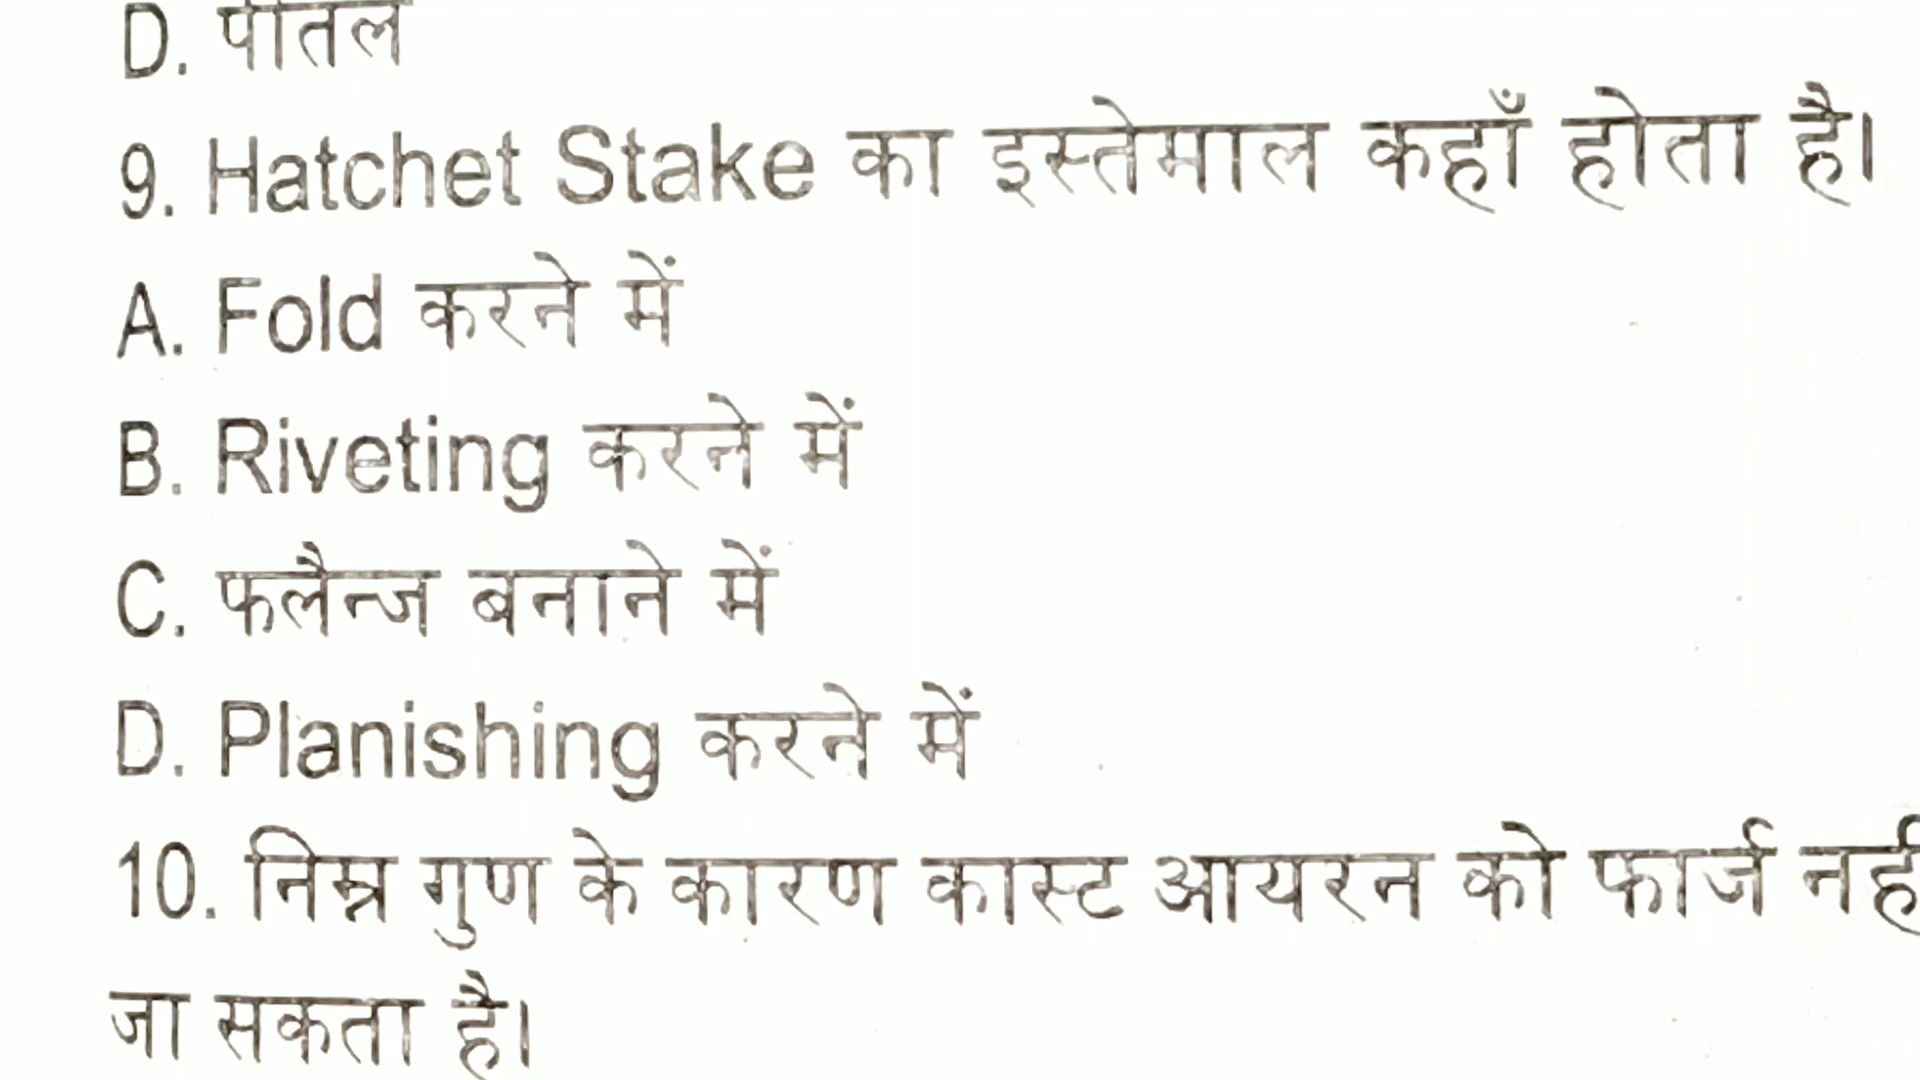 D. पीतल
9. Hatchet Stake का इस्तेमाल कहाँ होता है।
A. Fold करने में
B. Riveting करने में
C. फलैन्ज बनाने में
D. Planishing करने में
10. निम्न गुण के कारण कास्ट आयरन को फार्ज
जा सकता है।